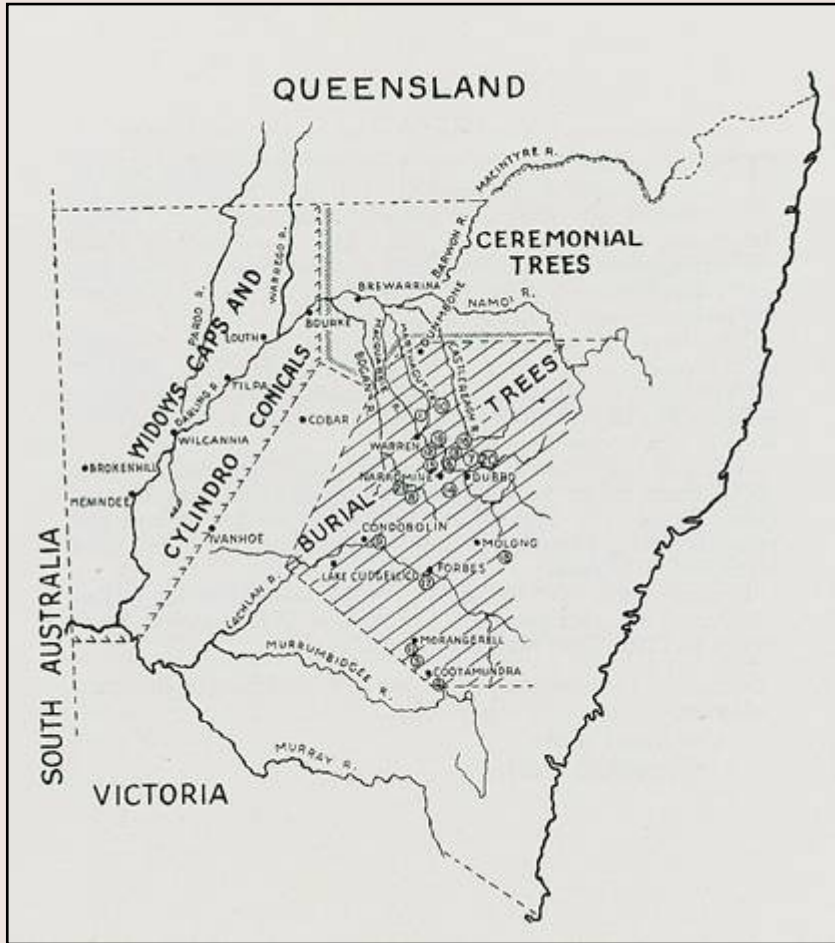 QUEENSLAND
MACINTYRE R.
BARWON R.
CEREMONIAL
TREES
WARREGO R.
PAROO R.
WIDOWS CAPS AND
CYLINDRO CONICALS
BREWARRINA
NAMOI R.
BOURKE
LOUTH
BOGAN R.
CASTLEREAGH R.
TILPA
DARLING R.
COBAR
WILCANNIA
BROKENHILL
MENINDEE
WARREN
NARROMINE
DUBBO
BURIAL TREES
IVANHOE
CONDOBOLIN
MOLONG
LAKE CUDGELLICO
FORBES
LACHLAN R.
MORANGERELL
COOTAMUNDRA
MURRUMBIDGEE R.
MURRAY R.
SOUTH AUSTRALIA
VICTORIA